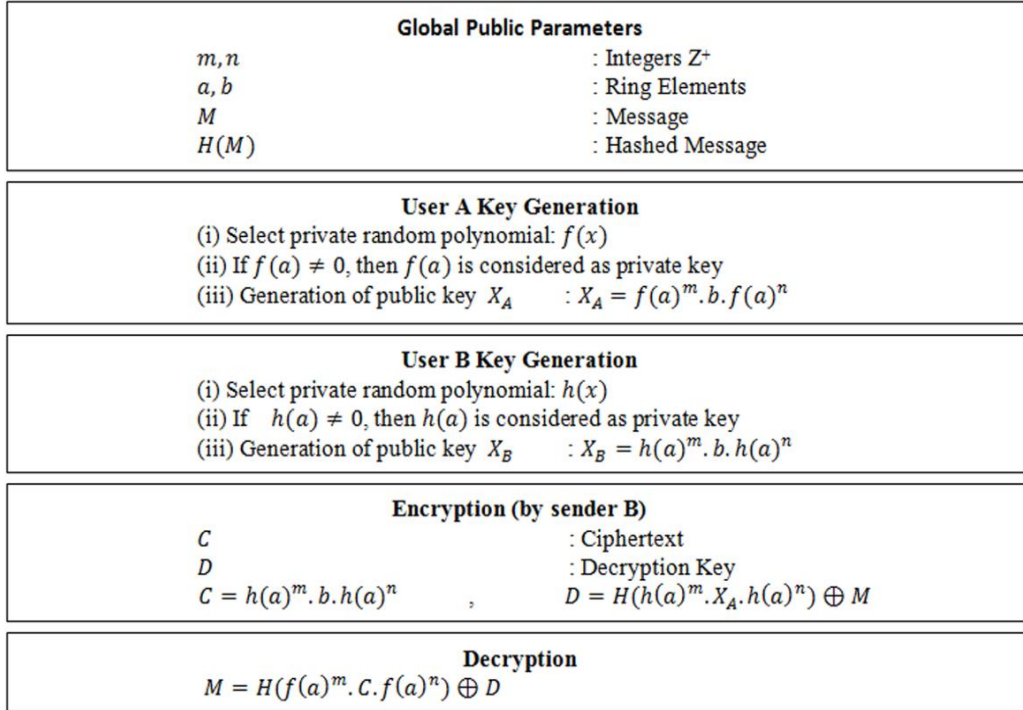 Global Public Parameters
m, n : Integers Z⁺
a, b : Ring Elements
M : Message
H(M) : Hashed Message
User A Key Generation
(i) Select private random polynomial: f(x)
(ii) If f(a) ≠ 0, then f(a) is considered as private key
(iii) Generation of public key X_A : X_A = f(a)ᵐ. b. f(a)ⁿ
User B Key Generation
(i) Select private random polynomial: h(x)
(ii) If h(a) ≠ 0, then h(a) is considered as private key
(iii) Generation of public key X_B : X_B = h(a)ᵐ. b. h(a)ⁿ
Encryption (by sender B)
C : Ciphertext
D : Decryption Key
C = h(a)ᵐ. b. h(a)ⁿ , D = H(h(a)ᵐ. X_A. h(a)ⁿ) ⊕ M
Decryption
M = H(f(a)ᵐ. C. f(a)ⁿ) ⊕ D